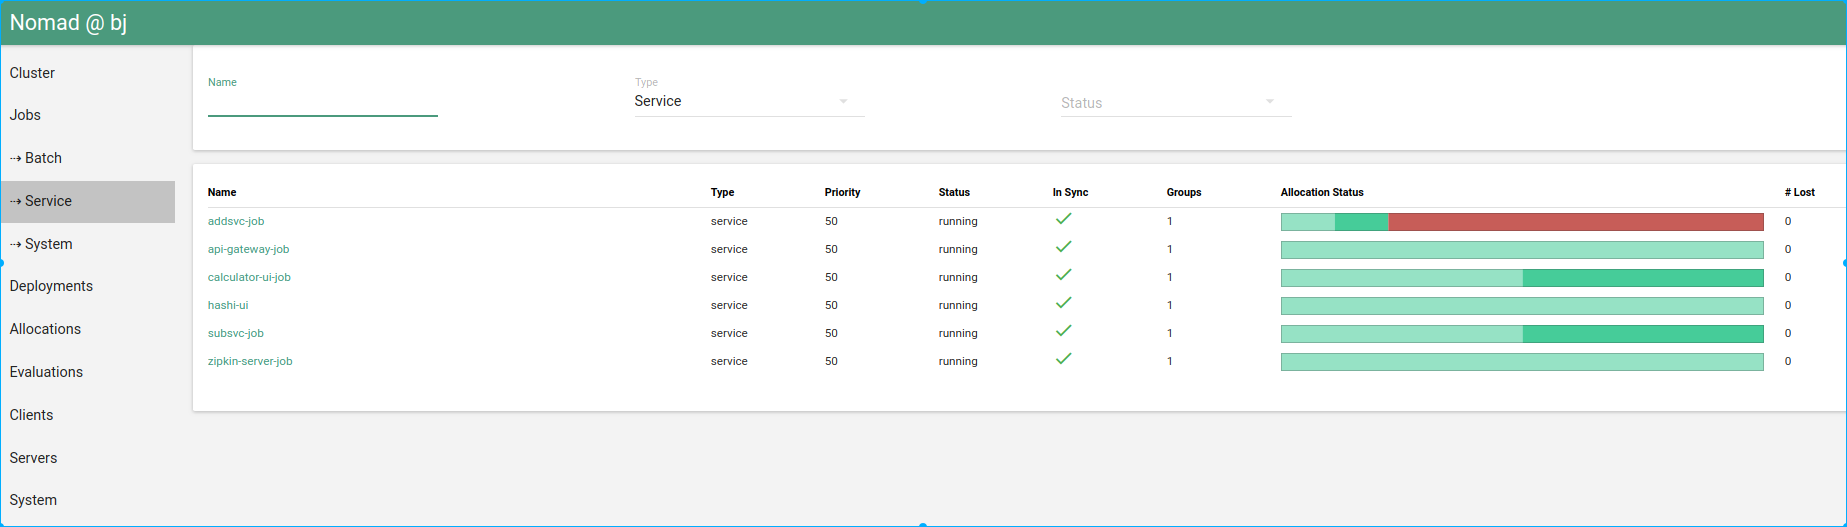 Nomad @ bj
Cluster
Jobs
⇢ Batch
⇢ Service
⇢ System
Deployments
Allocations
Evaluations
Clients
Servers
System
Name
Type
Service
Status
Name Type Priority Status In Sync Groups Allocation Status # Lost
addsvc-job service 50 running 1 0
api-gateway-job service 50 running 1 0
calculator-ui-job service 50 running 1 0
hashi-ui service 50 running 1 0
subsvc-job service 50 running 1 0
zipkin-server-job service 50 running 1 0